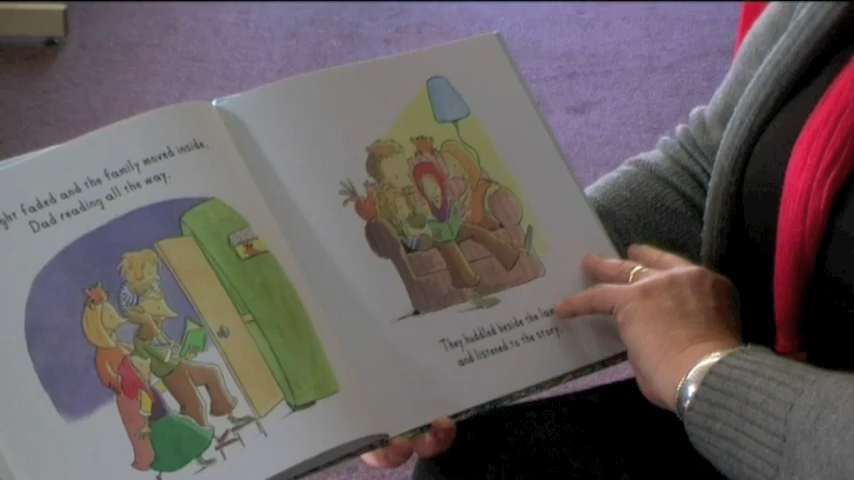 faded and the family moved inside,
Dad reading all the way.
They huddled beside the
and listened to the story.